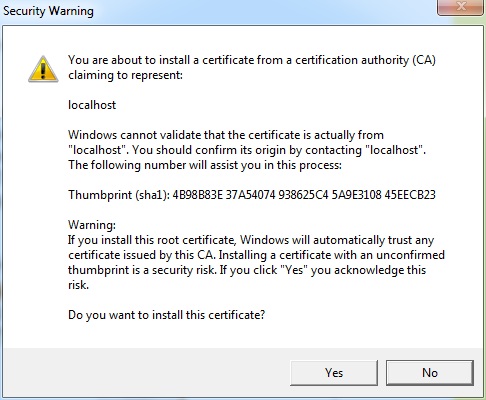 Security Warning
You are about to install a certificate from a certification authority (CA)
claiming to represent:
localhost
Windows cannot validate that the certificate is actually from
"localhost". You should confirm its origin by contacting "localhost".
The following number will assist you in this process:
Thumbprint (sha1): 4B98B83E 37A54074 938625C4 5A9E3108 45EECB23
Warning:
If you install this root certificate, Windows will automatically trust any
certificate issued by this CA. Installing a certificate with an unconfirmed
thumbprint is a security risk. If you click "Yes" you acknowledge this
risk.
Do you want to install this certificate?
Yes
No